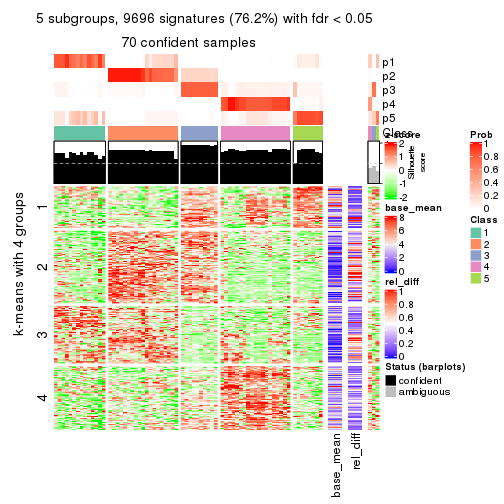 5 subgroups, 9696 signatures (76.2%) with fdr < 0.05
70 confident samples
p1
p2
p3
p4
p5
Class
Silhouette
score
k-means with 4 groups
1
2
3
4
base_mean
rel_diff
z-score
2
1
0
-1
-2
base_mean
8
6
4
2
0
rel_diff
1
0.8
0.6
0.4
0.2
0
Status (barplots)
confident
ambiguous
Prob
1
0.8
0.6
0.4
0.2
0
Class
1
2
3
4
5